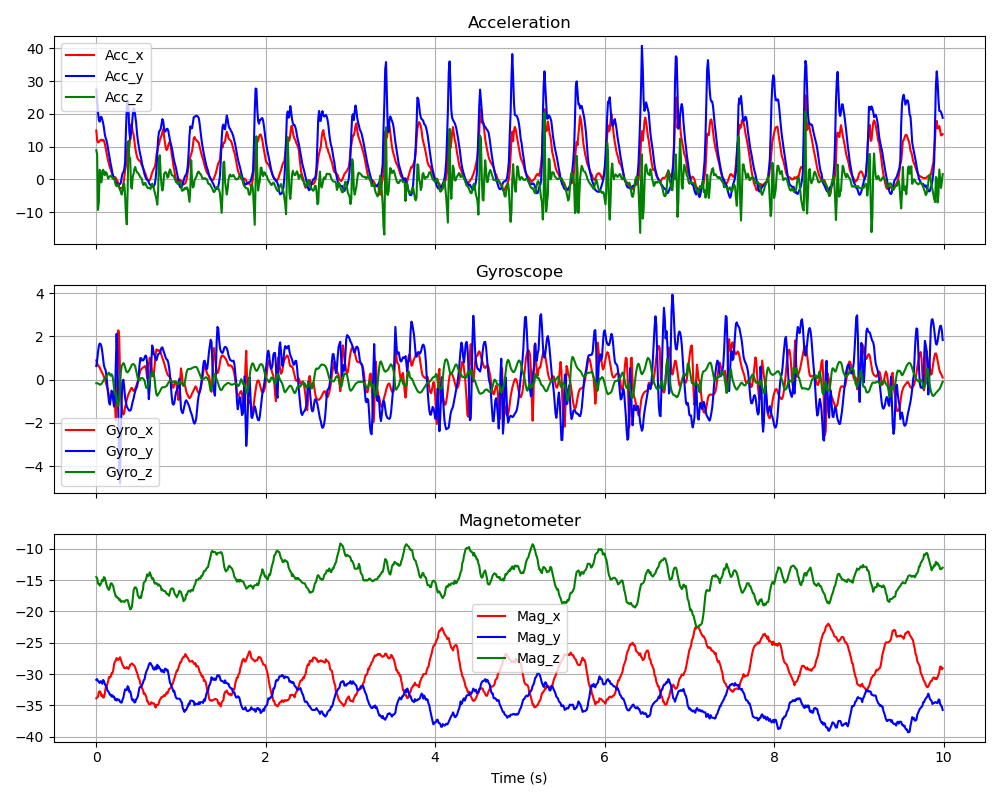 Acceleration
40
30
20
10
0
−10
Acc_x
Acc_y
Acc_z
Gyroscope
4
2
0
−2
−4
Gyro_x
Gyro_y
Gyro_z
Magnetometer
−10
−15
−20
−25
−30
−35
−40
Mag_x
Mag_y
Mag_z
0 2 4 6 8 10
Time (s)